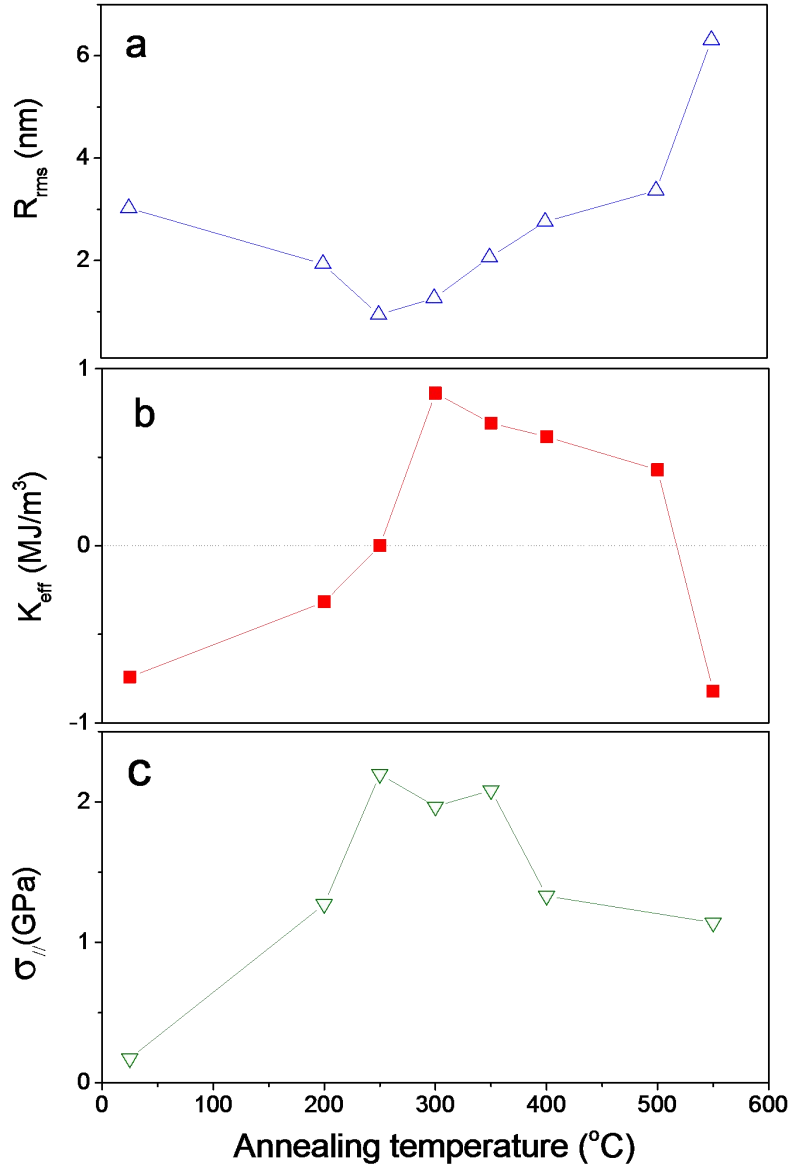 a
6
4
2
R_rms (nm)
b
1
0
-1
K_eff (MJ/m³)
c
2
1
0
σ_// (GPa)
0 100 200 300 400 500 600
Annealing temperature (°C)